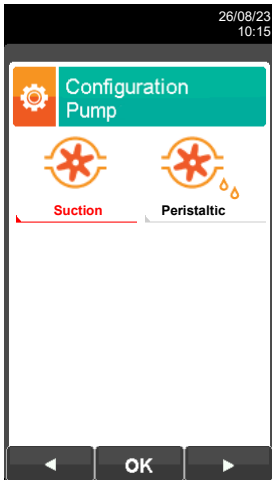 26/08/23
10:15
Configuration
Pump
Suction Peristaltic
OK